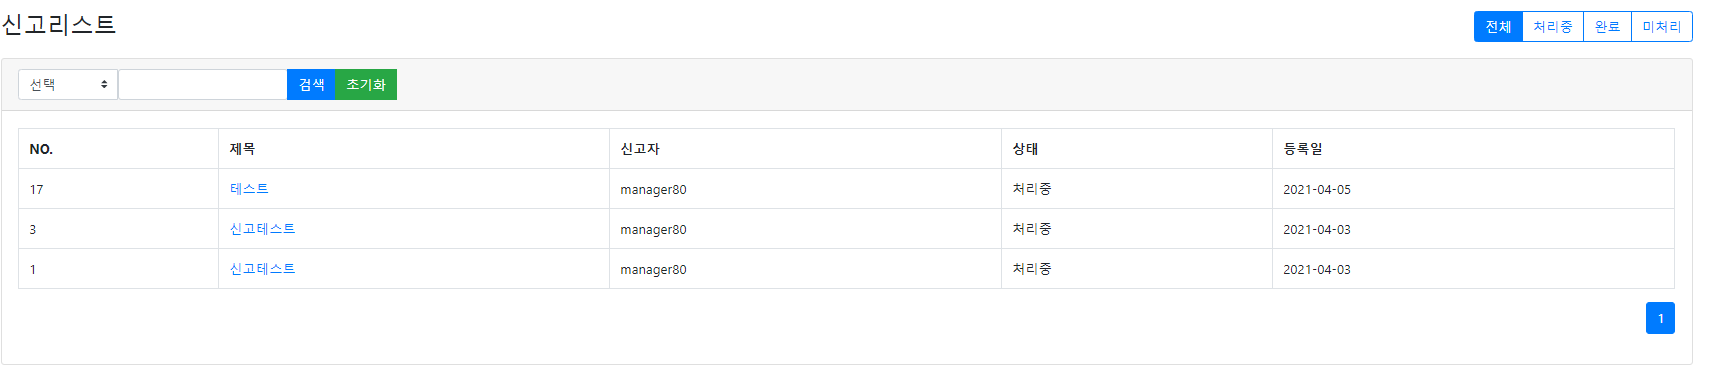 신고리스트
전체 처리중 완료 미처리
선택 검색 초기화
NO. 제목 신고자 상태 등록일
17 테스트 manager80 처리중 2021-04-05
3 신고테스트 manager80 처리중 2021-04-03
1 신고테스트 manager80 처리중 2021-04-03
1